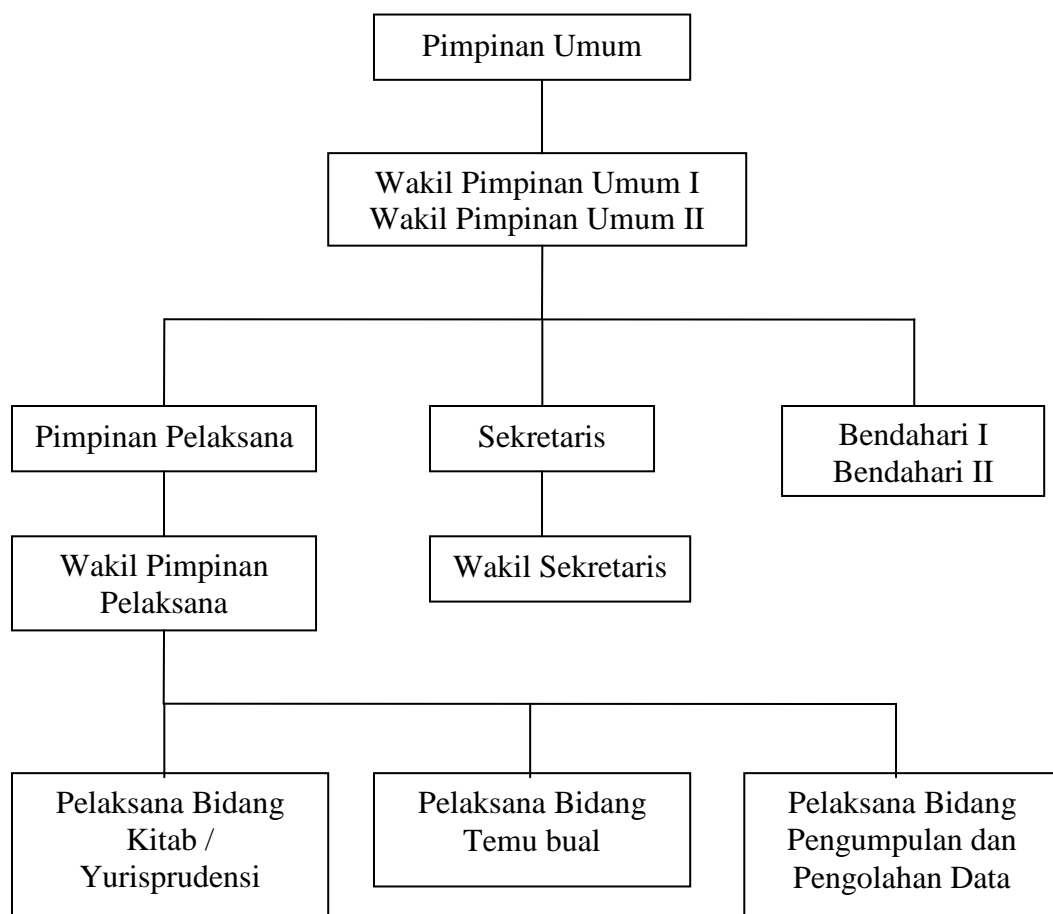 Pimpinan Umum
Wakil Pimpinan Umum I
Wakil Pimpinan Umum II
Pimpinan Pelaksana
Sekretaris
Bendahari I
Bendahari II
Wakil Pimpinan
Pelaksana
Wakil Sekretaris
Pelaksana Bidang
Kitab /
Yurisprudensi
Pelaksana Bidang
Temu bual
Pelaksana Bidang
Pengumpulan dan
Pengolahan Data